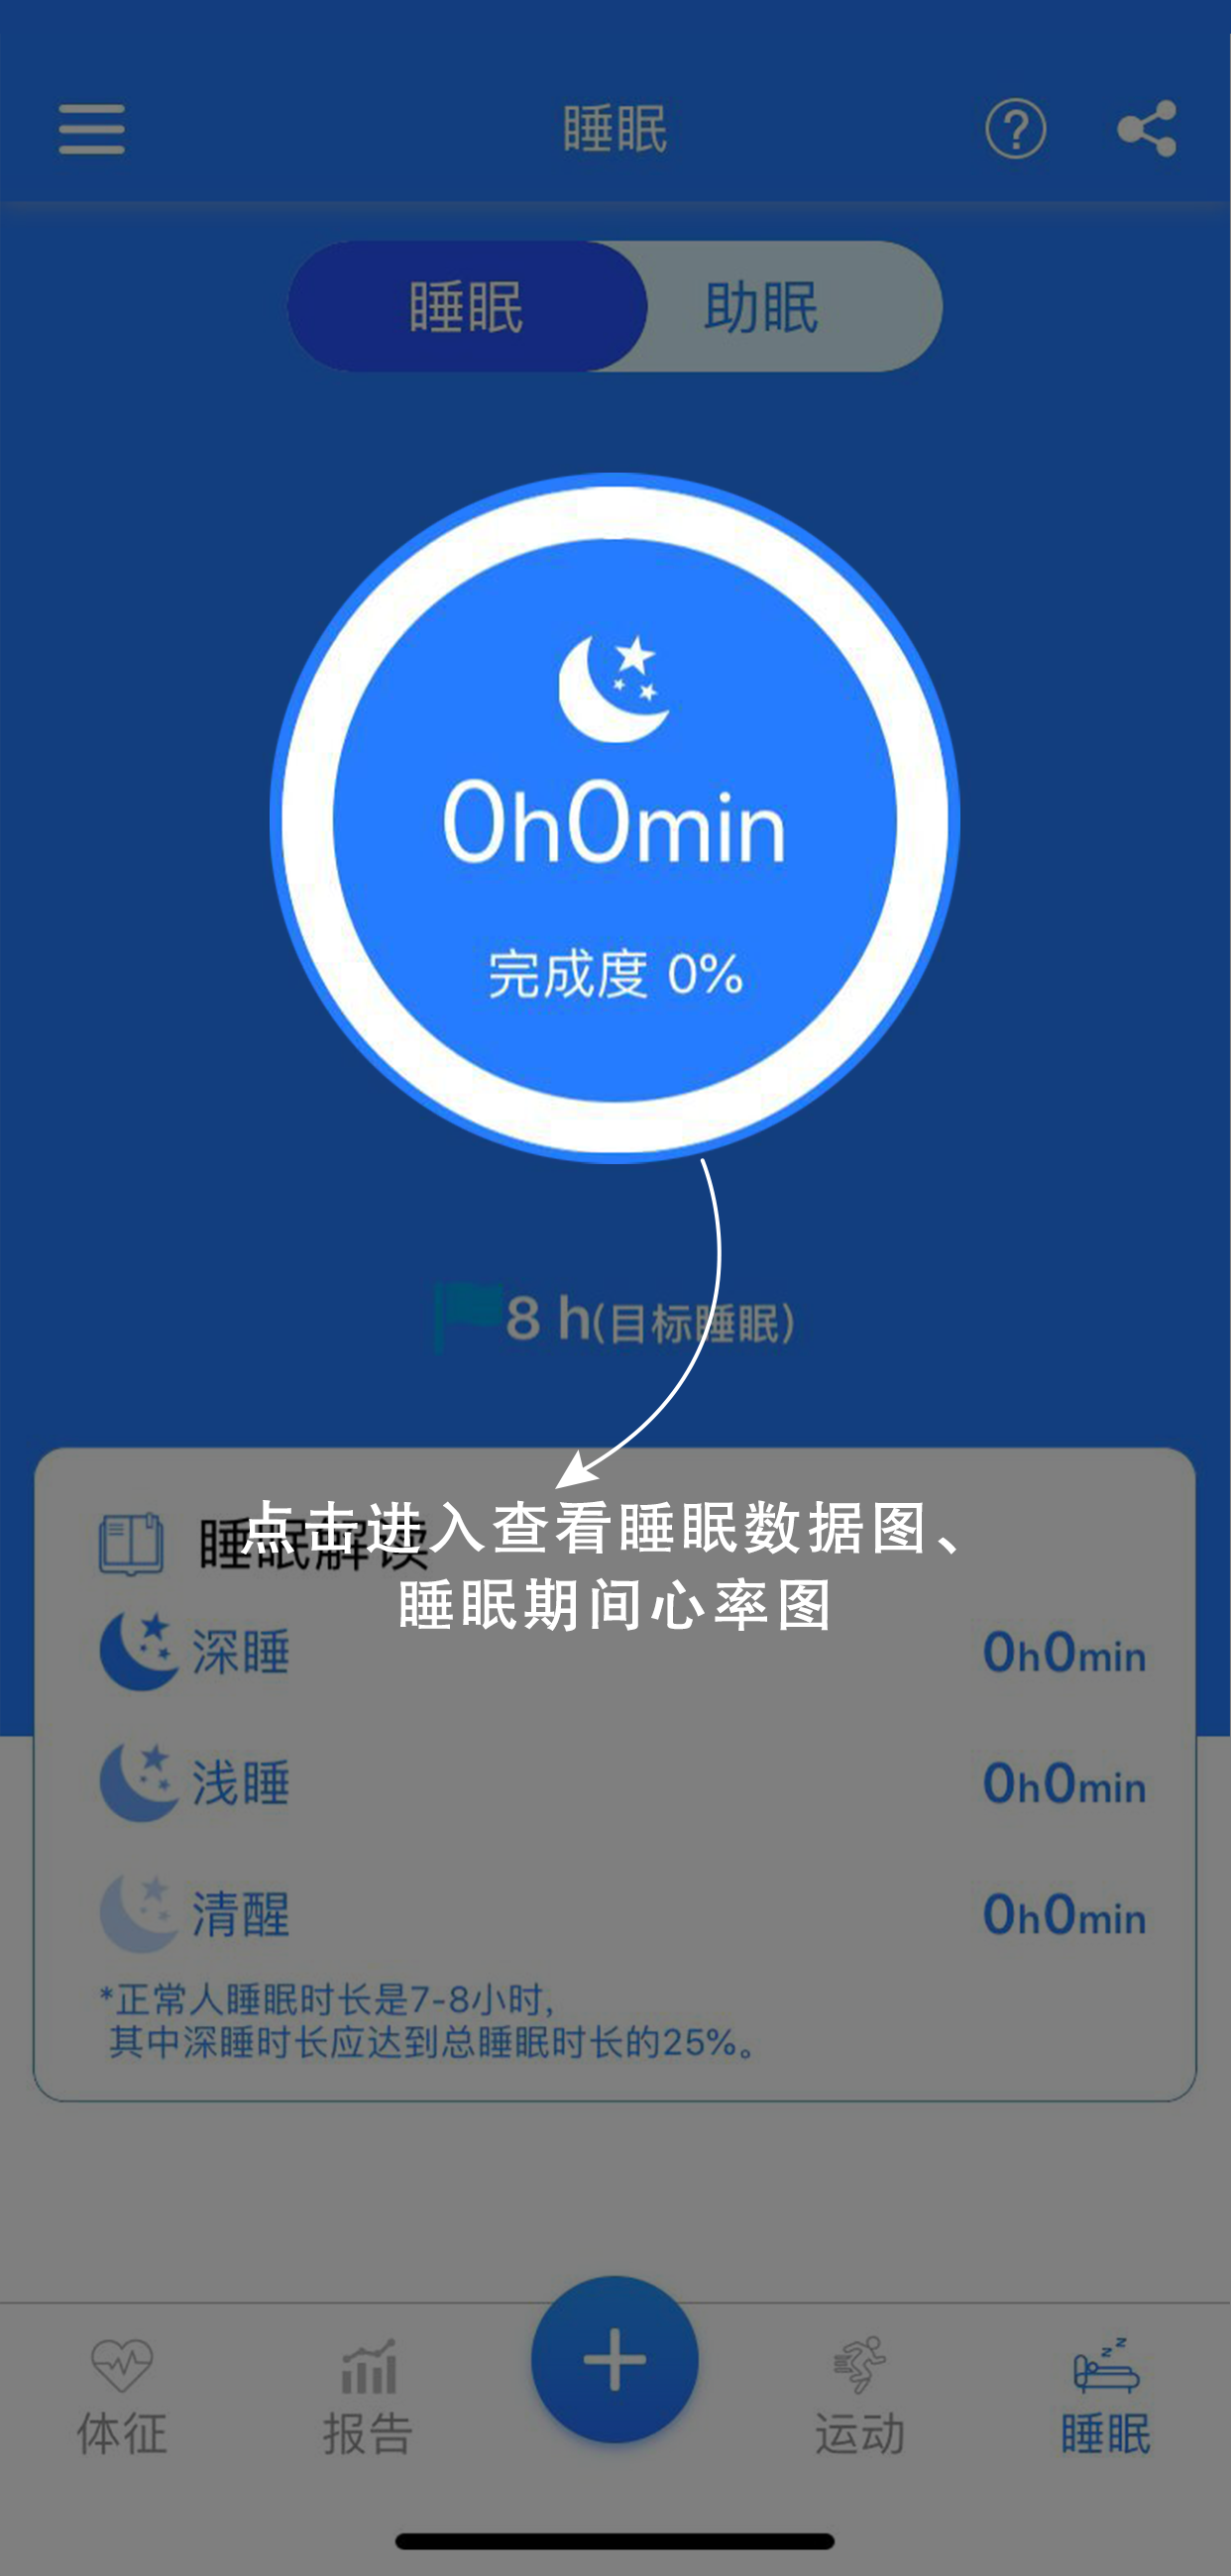 睡眠
睡眠 助眠
0h0min
完成度 0%
8 h(目标睡眠)
点击进入查看睡眠数据图、
睡眠解读
睡眠期间心率图
深睡 0h0min
浅睡 0h0min
清醒 0h0min
*正常人睡眠时长是7-8小时,
其中深睡时长应达到总睡眠时长的25%。
体征 报告 运动 睡眠